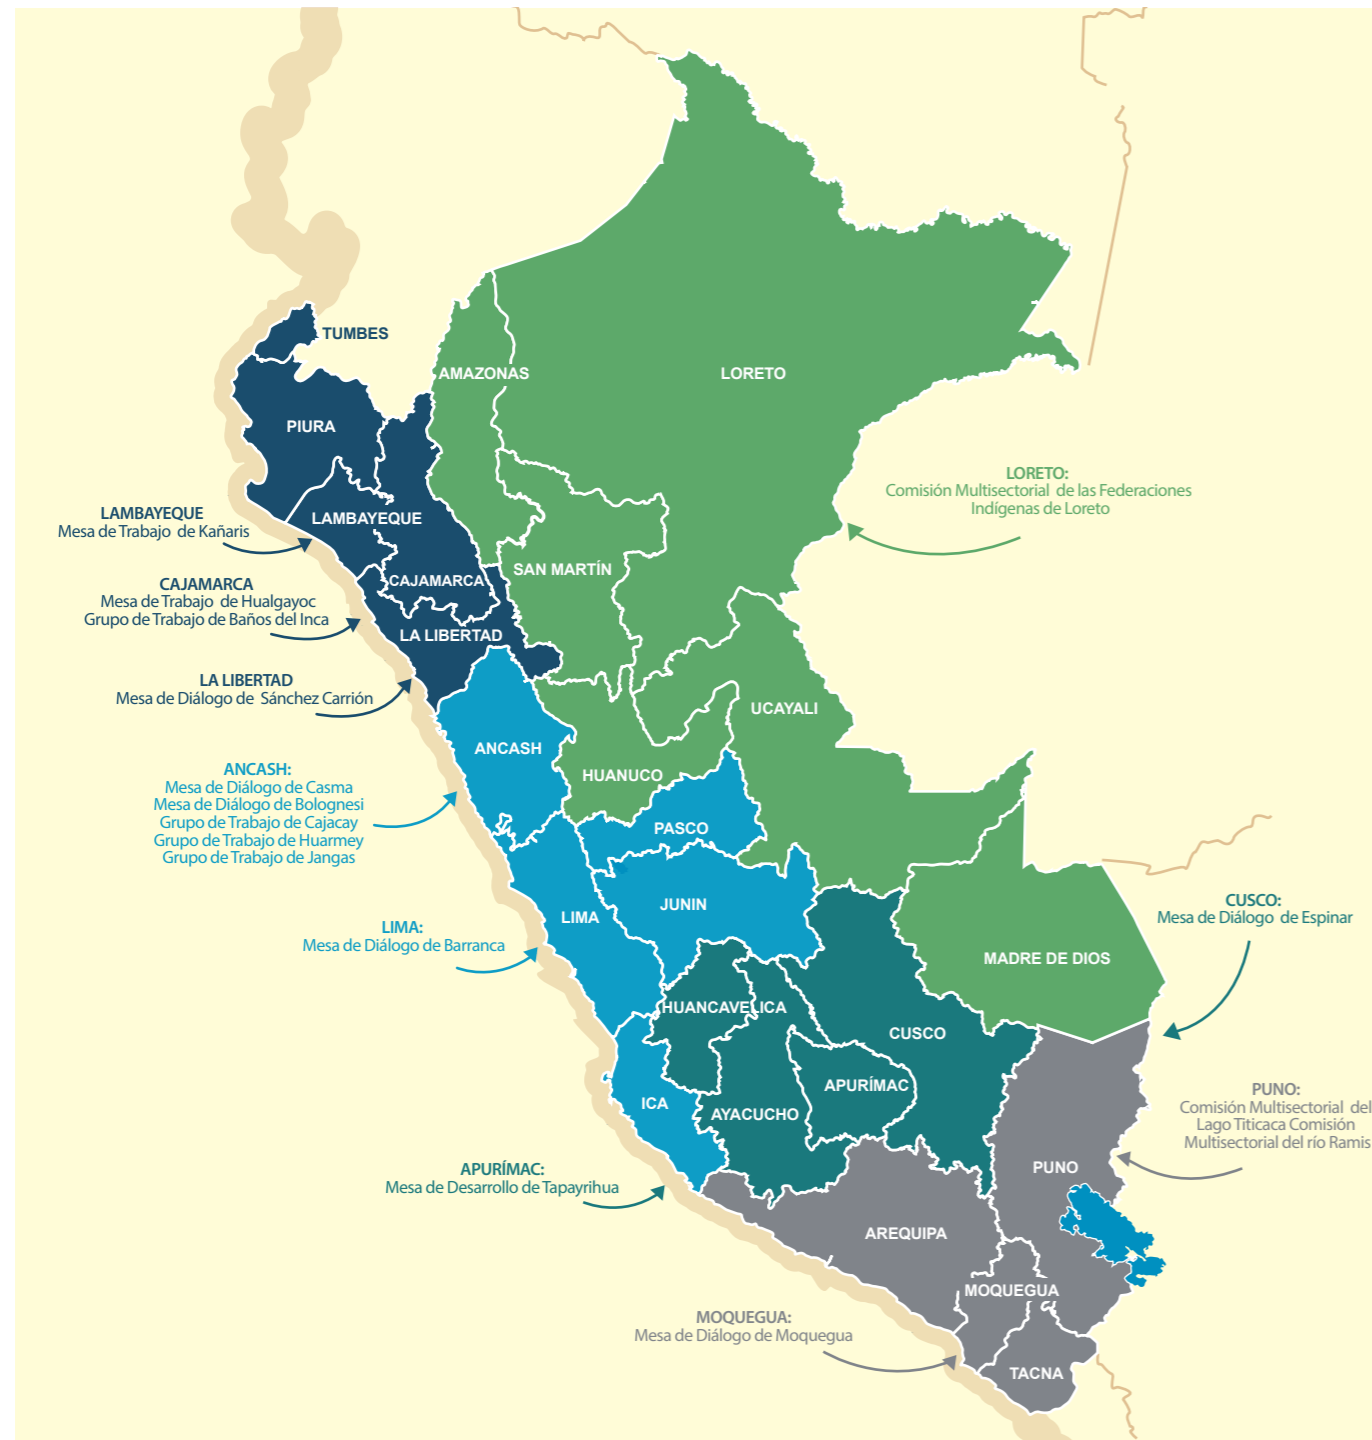 TUMBES
AMAZONAS
LORETO
PIURA
LORETO:
Comisión Multisectorial de las Federaciones
Indígenas de Loreto
LAMBAYEQUE
Mesa de Trabajo de Kañaris
LAMBAYEQUE
SAN MARTÍN
CAJAMARCA
CAJAMARCA
Mesa de Trabajo de Hualgayoc
Grupo de Trabajo de Baños del Inca
LA LIBERTAD
LA LIBERTAD
Mesa de Diálogo de Sánchez Carrión
UCAYALI
ANCASH
HUANUCO
ANCASH:
Mesa de Diálogo de Casma
Mesa de Diálogo de Bolognesi
Grupo de Trabajo de Cajacay
Grupo de Trabajo de Huarmey
Grupo de Trabajo de Jangas
PASCO
JUNIN
LIMA
CUSCO:
Mesa de Diálogo de Espinar
LIMA:
Mesa de Diálogo de Barranca
MADRE DE DIOS
HUANCAVELICA
CUSCO
APURÍMAC
ICA
AYACUCHO
PUNO:
Comisión Multisectorial del
Lago Titicaca Comisión
Multisectorial del río Ramis
PUNO
APURÍMAC:
Mesa de Desarrollo de Tapayrihua
AREQUIPA
MOQUEGUA
MOQUEGUA:
Mesa de Diálogo de Moquegua
TACNA